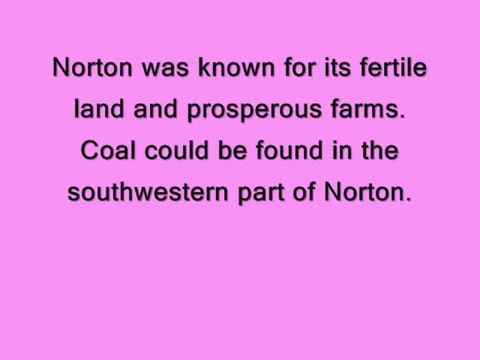 Norton was known for its fertile
land and prosperous farms.
Coal could be found in the
southwestern part of Norton.